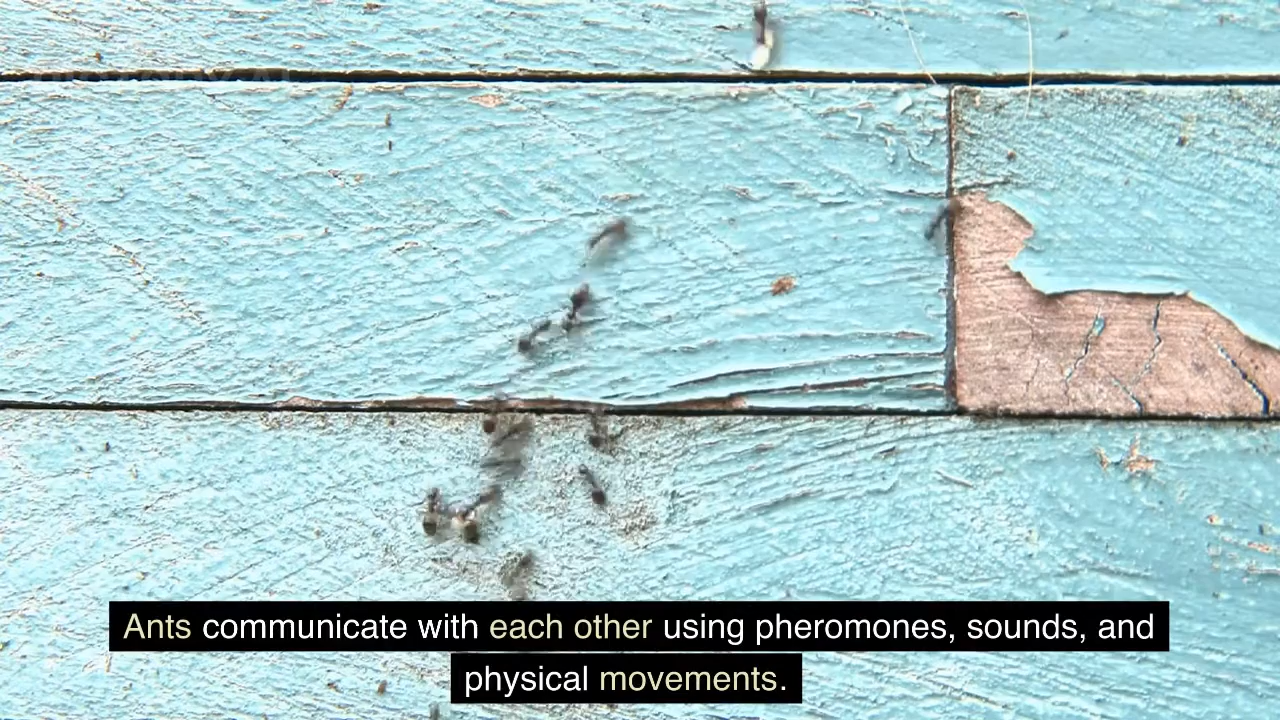 Ants communicate with each other using pheromones, sounds, and
physical movements.